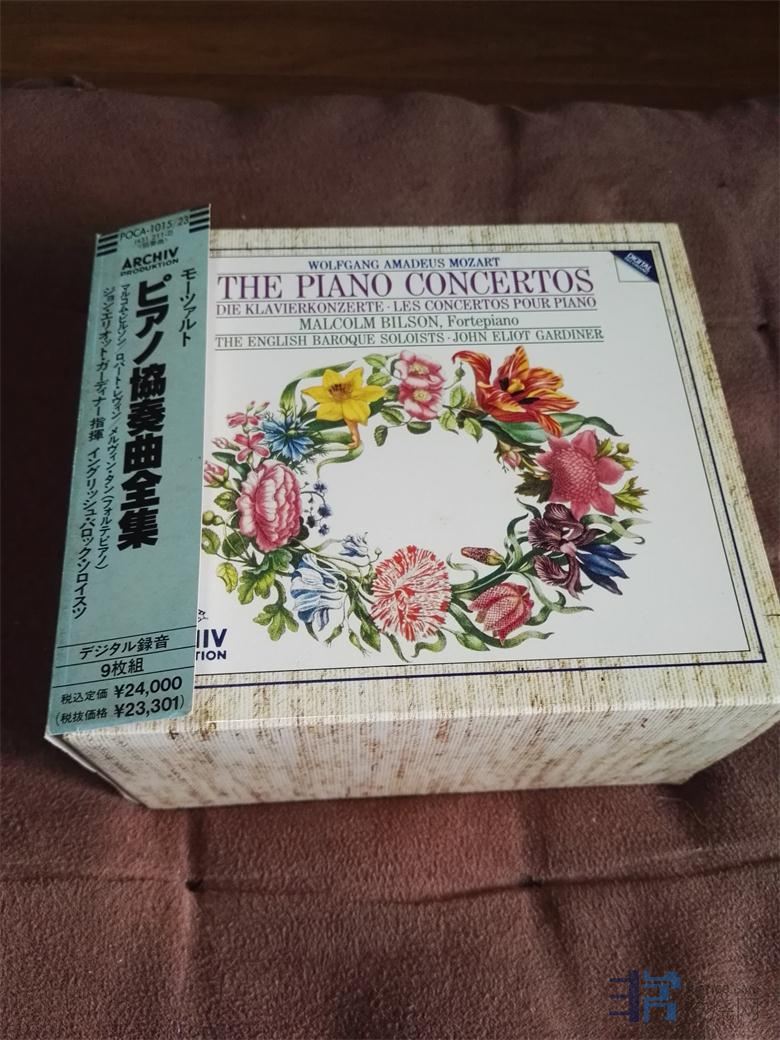 POCA-1015/23
(431 211-2)
ARCHIV
PRODUKTION
モーツァルト
ピアノ協奏曲全集
マルコム・ビルソン/ロバート・レヴィン/メルヴィン・タン(フォルテピアノ)
ジョン・エリオット・ガーディナー指揮 イングリッシュ・バロック・ソロイスツ
デジタル録音
9枚組
税込定価 ¥24,000
(税抜価格 ¥23,301)
WOLFGANG AMADEUS MOZART
THE PIANO CONCERTOS
DIE KLAVIERKONZERTE · LES CONCERTOS POUR PIANO
MALCOLM BILSON, Fortepiano
THE ENGLISH BAROQUE SOLOISTS · JOHN ELIOT GARDINER
DIGITAL
HIV
TION